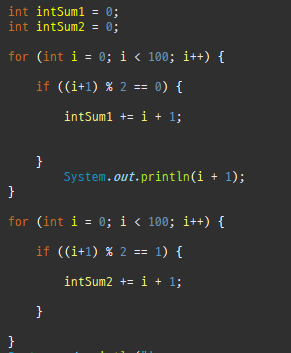 int intSum1 = 0;
int intSum2 = 0;
for (int i = 0; i < 100; i++) {
if ((i+1) % 2 == 0) {
intSum1 += i + 1;
}
System.out.println(i + 1);
}
for (int i = 0; i < 100; i++) {
if ((i+1) % 2 == 1) {
intSum2 += i + 1;
}
}